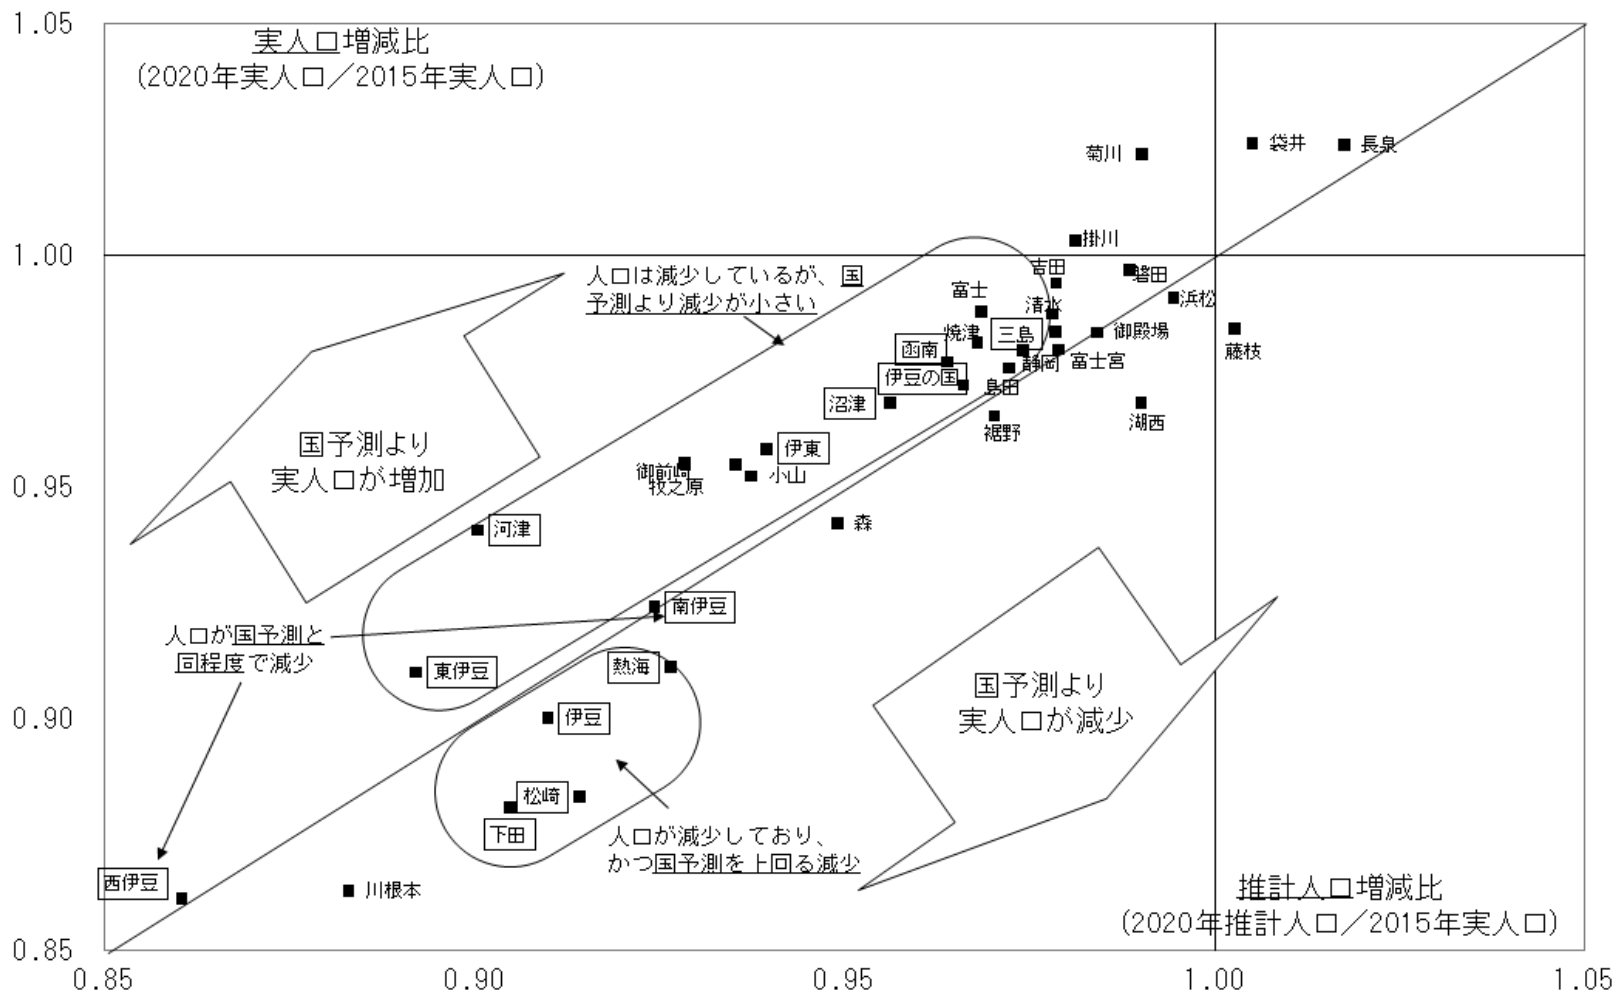 1.05
実人口増減比
(2020年実人口／2015年実人口)
袋井
長泉
菊川
掛川
1.00
人口は減少しているが、国
予測より減少が小さい
吉田
磐田
富士
清水
浜松
焼津
三島
御殿場
函南
静岡
富士宮
藤枝
伊豆の国
島田
沼津
湖西
裾野
国予測より
実人口が増加
伊東
御前崎
牧之原
小山
0.95
河津
森
南伊豆
人口が国予測と
同程度で減少
東伊豆
熱海
国予測より
実人口が減少
0.90
伊豆
松崎
下田
人口が減少しており、
かつ国予測を上回る減少
西伊豆
川根本
推計人口増減比
(2020年推計人口／2015年実人口)
0.85
0.85
0.90
0.95
1.00
1.05